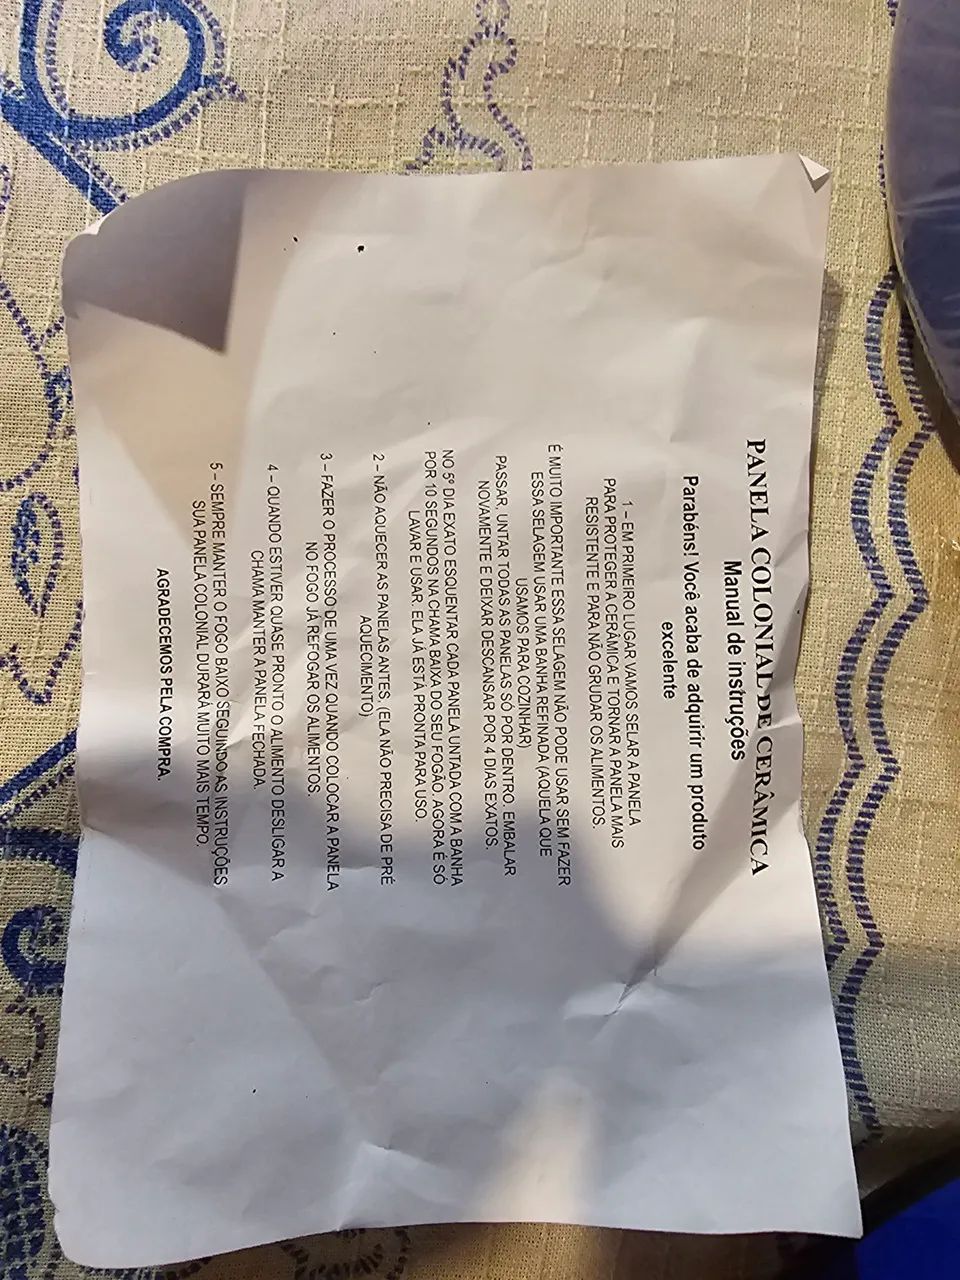 PANELA COLONIAL DE CERÂMICA
Manual de instruções
Parabéns! Você acaba de adquirir um produto
excelente
1 – EM PRIMEIRO LUGAR VAMOS SELAR A PANELA
PARA PROTEGER A CERÂMICA E TORNAR A PANELA MAIS
RESISTENTE E PARA NÃO GRUDAR OS ALIMENTOS.
É MUITO IMPORTANTE ESSA SELAGEM NÃO PODE USAR SEM FAZER
ESSA SELAGEM USAR UMA BANHA REFINADA (AQUELA QUE
USAMOS PARA COZINHAR)
PASSAR, UNTAR TODAS AS PANELAS SÓ POR DENTRO, EMBALAR
NOVAMENTE E DEIXAR DESCANSAR POR 4 DIAS EXATOS.
NO 5º DIA EXATO ESQUENTAR CADA PANELA UNTADA COM A BANHA
POR 10 SEGUNDOS NA CHAMA BAIXA DO SEU FOGÃO, AGORA É SÓ
LAVAR E USAR. ELA JÁ ESTA PRONTA PARA USO.
2 – NÃO AQUECER AS PANELAS ANTES. (ELA NÃO PRECISA DE PRÉ
AQUECIMENTO)
3 – FAZER O PROCESSO DE UMA VEZ QUANDO COLOCAR A PANELA
NO FOGO JÁ REFOGAR OS ALIMENTOS.
4 – QUANDO ESTIVER QUASE PRONTO O ALIMENTO DESLIGAR A
CHAMA MANTER A PANELA FECHADA.
5 – SEMPRE MANTER O FOGO BAIXO SEGUINDO AS INSTRUÇÕES
SUA PANELA COLONIAL DURARÁ MUITO MAIS TEMPO.
AGRADECEMOS PELA COMPRA.